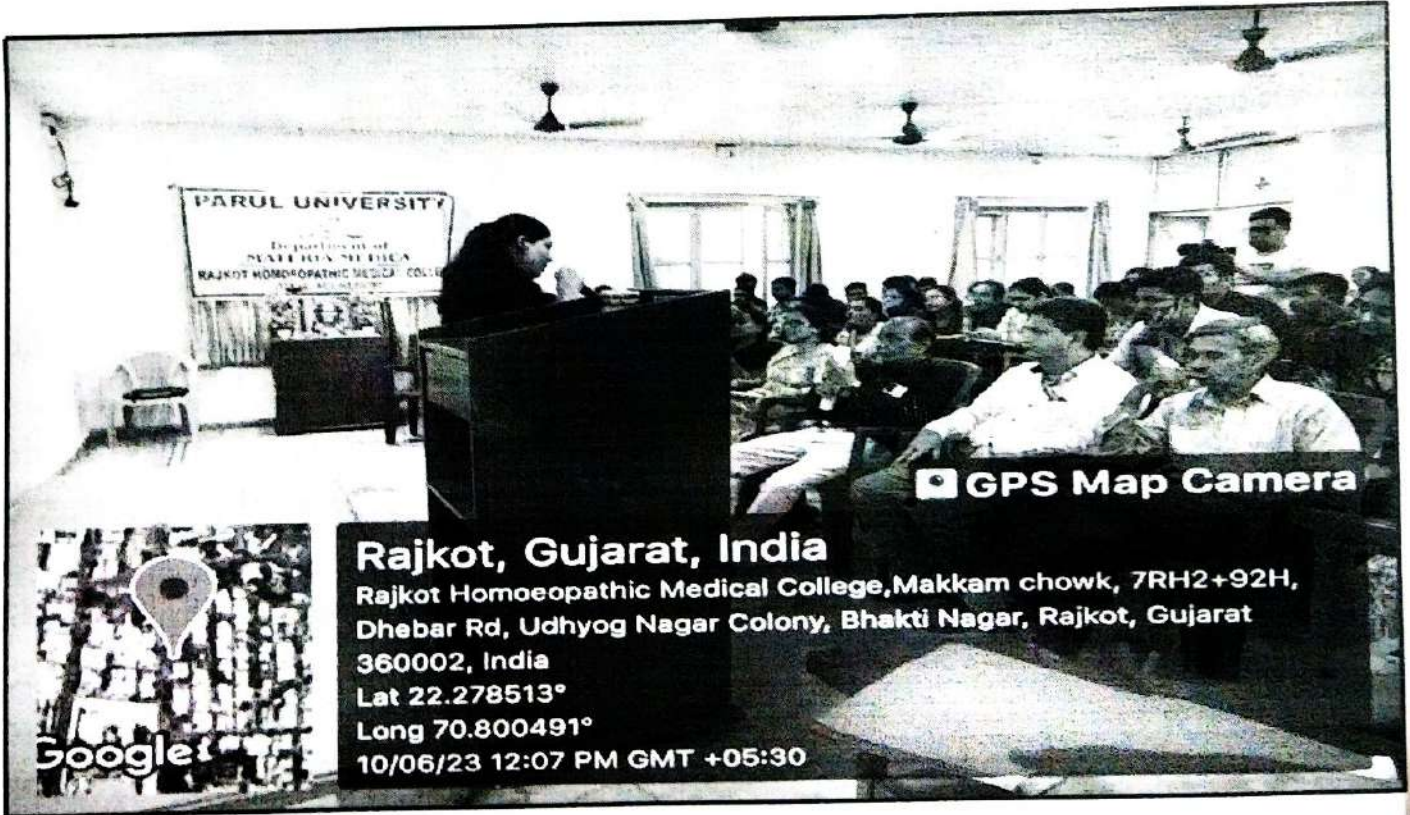 PARUL UNIVERSITY
Department of
MATERIA MEDICA
RAJKOT HOMOEOPATHIC MEDICAL COLLE
GPS Map Camera
Rajkot, Gujarat, India
Rajkot Homoeopathic Medical College,Makkam chowk, 7RH2+92H,
Dhebar Rd, Udhyog Nagar Colony, Bhakti Nagar, Rajkot, Gujarat
360002, India
Lat 22.278513°
Long 70.800491°
10/06/23 12:07 PM GMT +05:30
Google